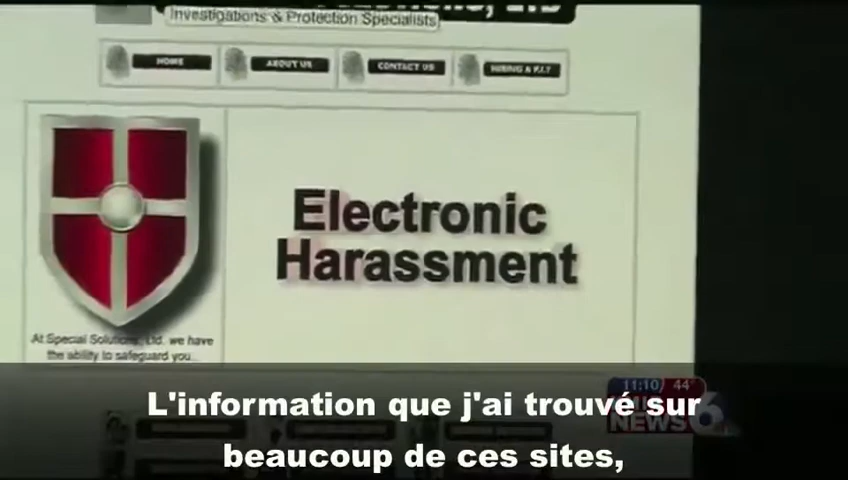 Investigations & Protection Specialists
HOME
ABOUT US
CONTACT US
HIRING A P.I.?
Electronic
Harassment
At Special Solutions, Ltd. we have
the ability to safeguard you...
11:10 44°
NEWS 6
L'information que j'ai trouvé sur
beaucoup de ces sites,